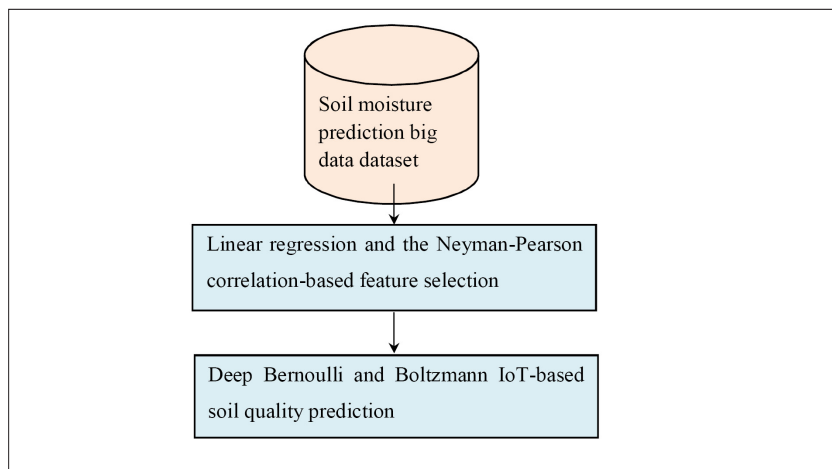 Soil moisture
prediction big
data dataset
Linear regression and the Neyman-Pearson
correlation-based feature selection
Deep Bernoulli and Boltzmann IoT-based
soil quality prediction